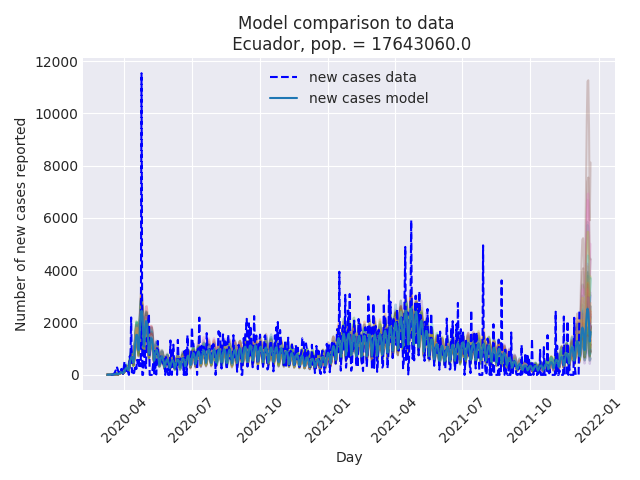 Model comparison to data
Ecuador, pop. = 17643060.0
12000
10000
8000
6000
4000
2000
0
Number of new cases reported
new cases data
new cases model
2020-04
2020-07
2020-10
2021-01
2021-04
2021-07
2021-10
2022-01
Day